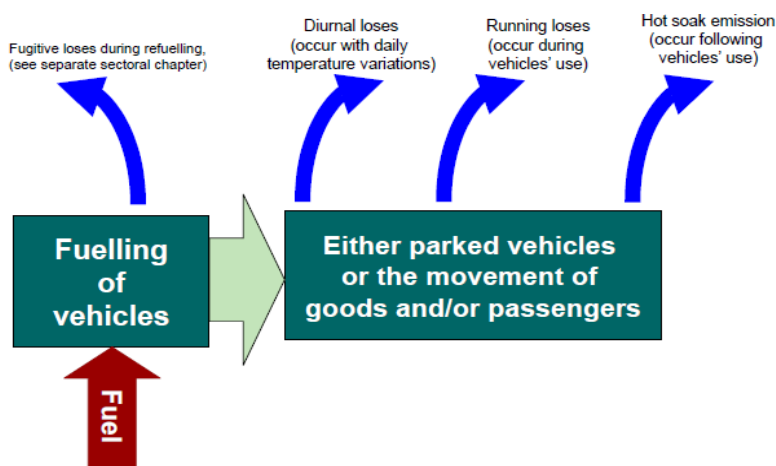 Fugitive loses during refuelling,
(see separate sectoral chapter)
Diurnal loses
(occur with daily
temperature variations)
Running loses
(occur during
vehicles' use)
Hot soak emission
(occur following
vehicles' use)
Fuelling
of
vehicles
Either parked vehicles
or the movement of
goods and/or passengers
Fuel